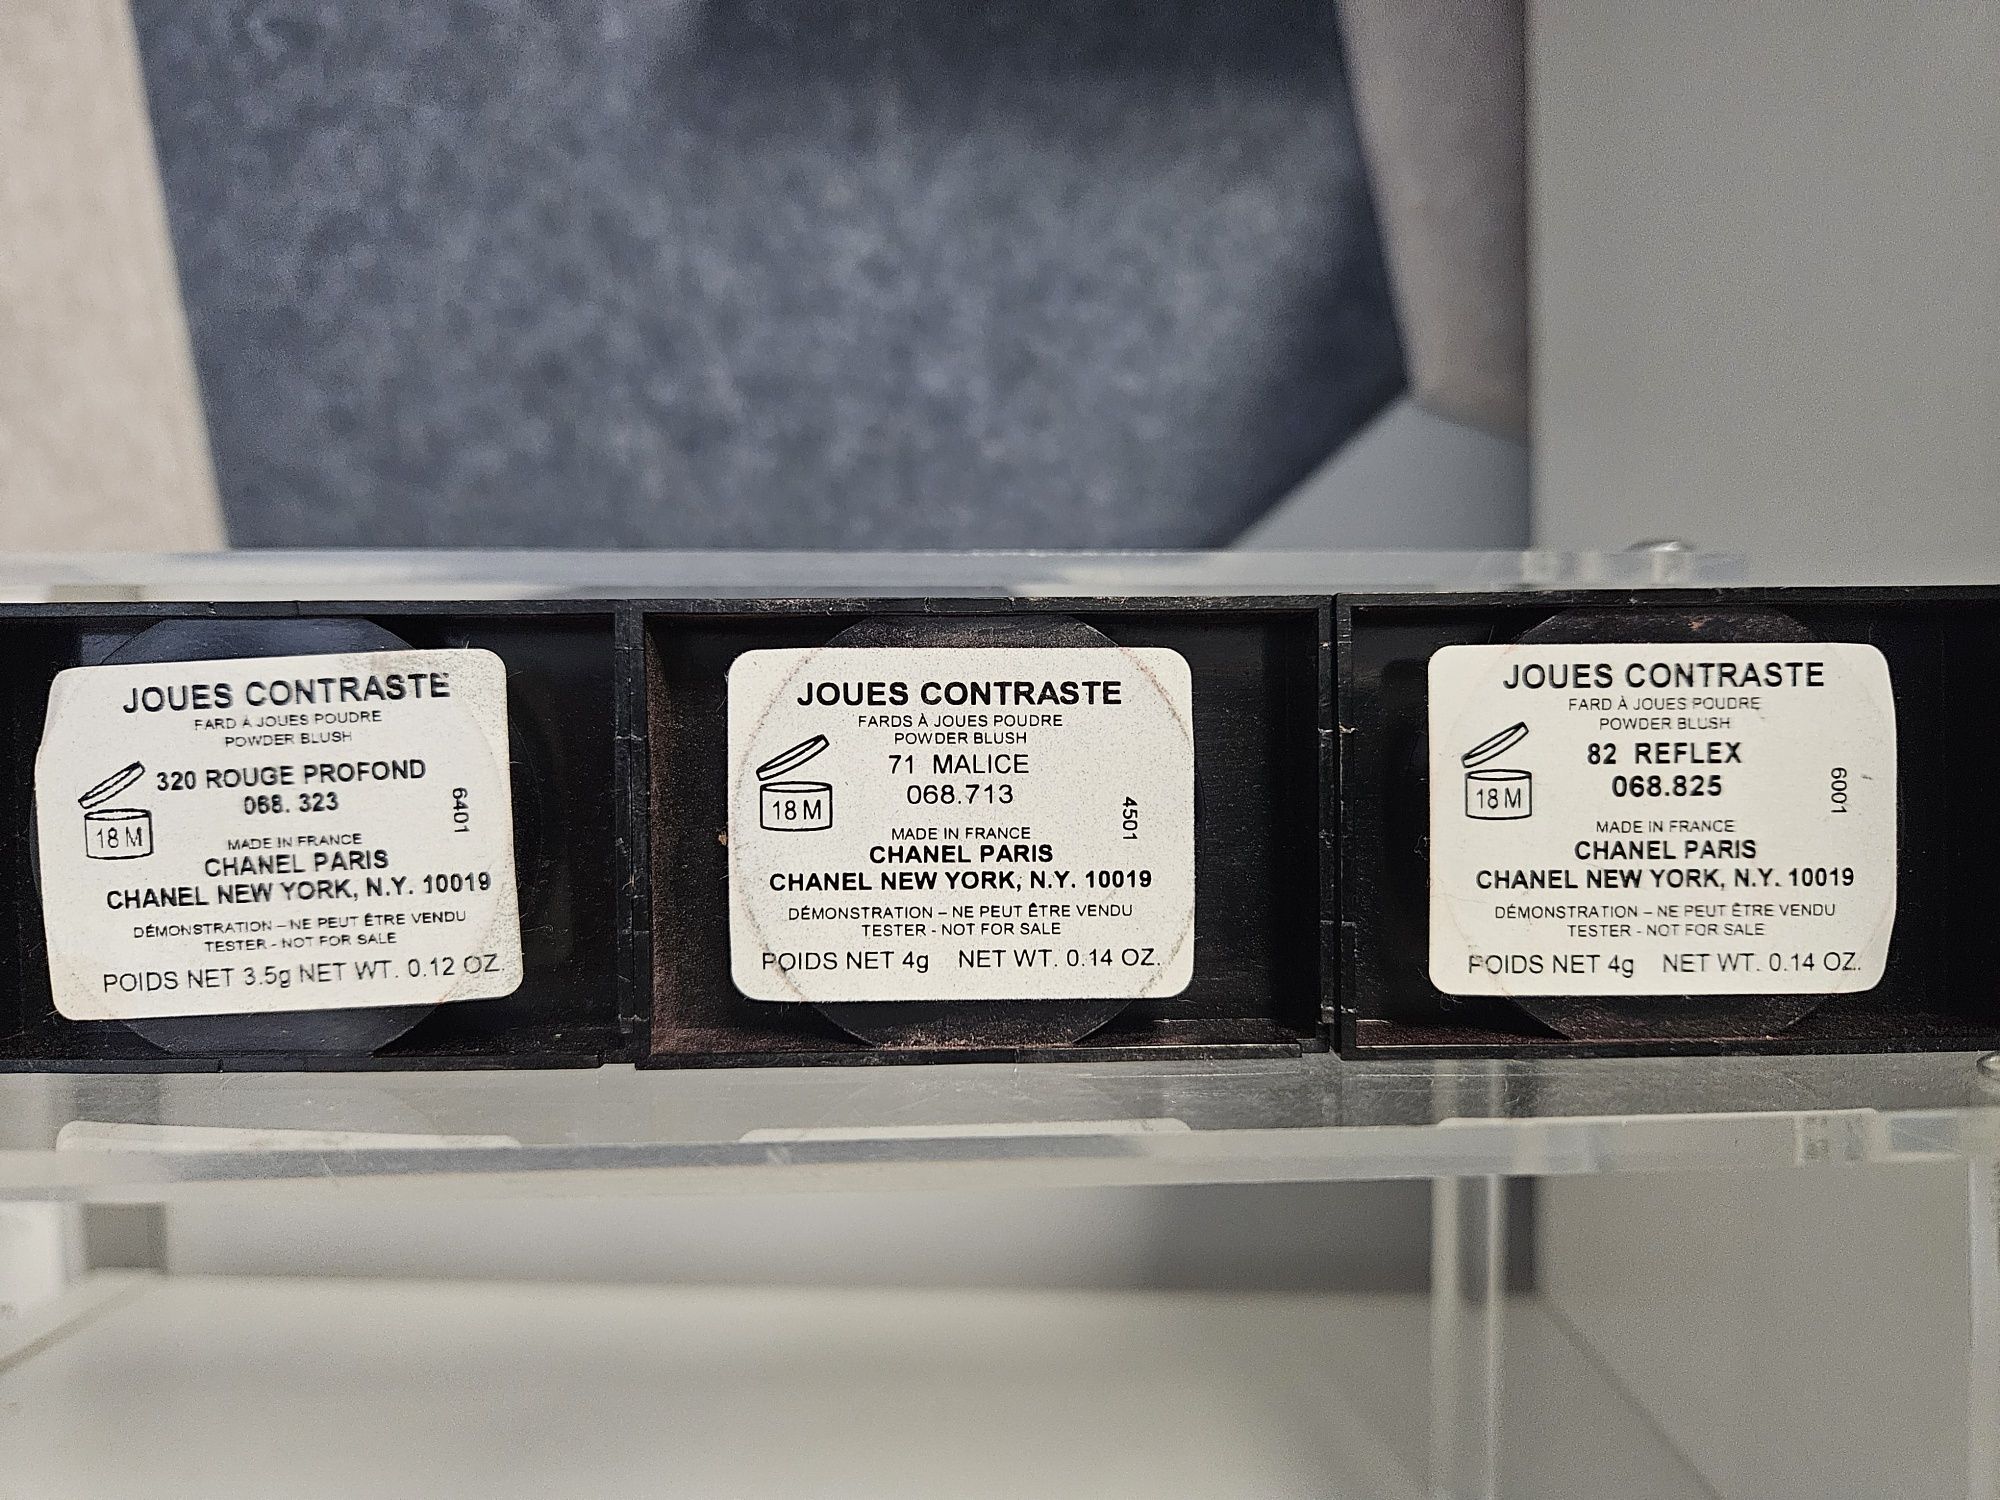 JOUES CONTRASTE
FARD À JOUES POUDRE
POWDER BLUSH
320 ROUGE PROFOND
068. 323
6401
18 M
MADE IN FRANCE
CHANEL PARIS
CHANEL NEW YORK, N.Y. 10019
DÉMONSTRATION – NE PEUT ÊTRE VENDU
TESTER - NOT FOR SALE
POIDS NET 3.5g NET WT. 0.12 OZ.
JOUES CONTRASTE
FARDS À JOUES POUDRE
POWDER BLUSH
71 MALICE
068.713
4501
18 M
MADE IN FRANCE
CHANEL PARIS
CHANEL NEW YORK, N.Y. 10019
DÉMONSTRATION – NE PEUT ÊTRE VENDU
TESTER - NOT FOR SALE
POIDS NET 4g NET WT. 0.14 OZ.
JOUES CONTRASTE
FARD À JOUES POUDRE
POWDER BLUSH
82 REFLEX
068.825
6001
18 M
MADE IN FRANCE
CHANEL PARIS
CHANEL NEW YORK, N.Y. 10019
DÉMONSTRATION – NE PEUT ÊTRE VENDU
TESTER - NOT FOR SALE
POIDS NET 4g NET WT. 0.14 OZ.